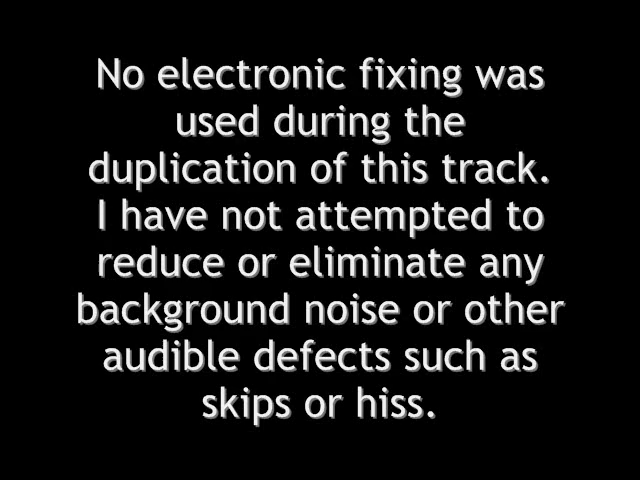 No electronic fixing was
used during the
duplication of this track.
I have not attempted to
reduce or eliminate any
background noise or other
audible defects such as
skips or hiss.